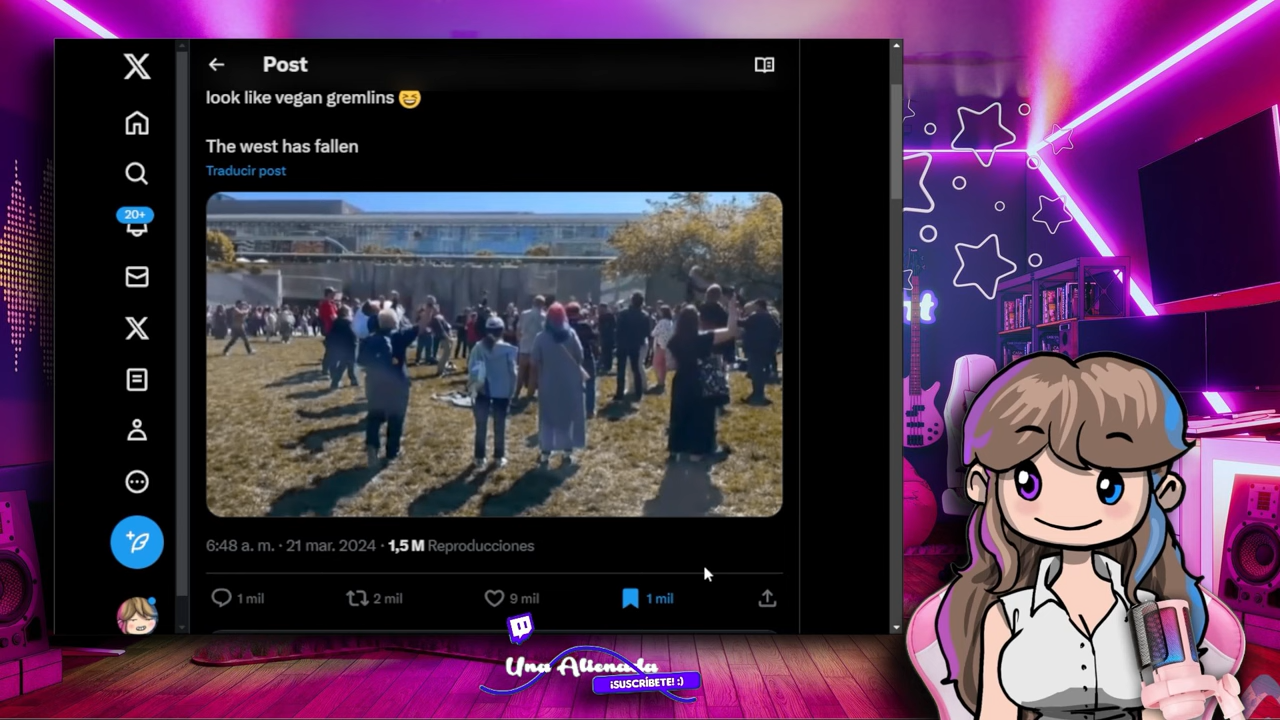 Post
look like vegan gremlins 😆
The west has fallen
Traducir post
20+
6:48 a. m. · 21 mar. 2024 · 1,5 M Reproducciones
1 mil
2 mil
9 mil
1 mil
Una Alienada
¡SUSCRÍBETE! :)